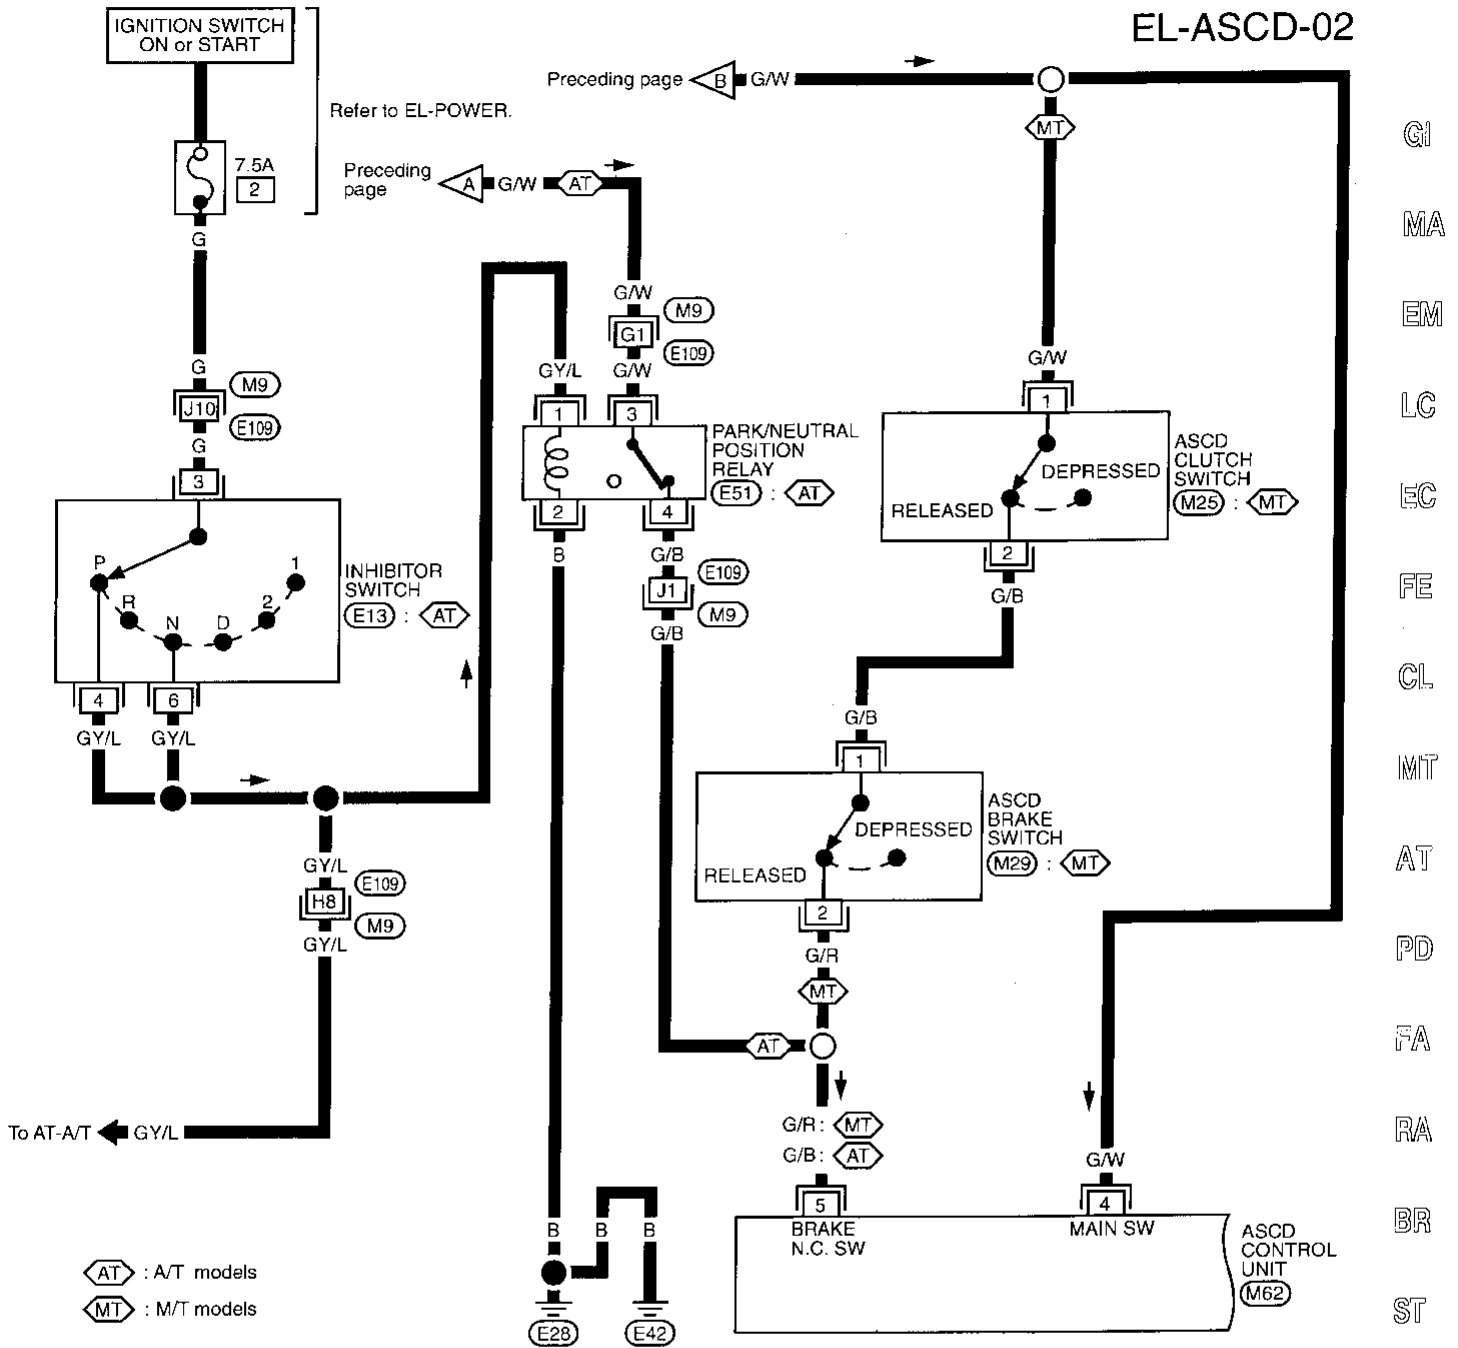 EL-ASCD-02
IGNITION SWITCH
ON or START
Refer to EL-POWER.
7.5A
2
G
G
J10
M9
E109
G
3
P
R
N
D
2
1
INHIBITOR
SWITCH
E13 : AT
4
6
GY/L
GY/L
GY/L
H8
E109
M9
GY/L
To AT-A/T
GY/L
AT : A/T models
MT : M/T models
Preceding
page
A
G/W
AT
G/W
G1
M9
E109
G/W
GY/L
1
3
PARK/NEUTRAL
POSITION
RELAY
E51 : AT
2
4
B
G/B
J1
E109
M9
G/B
AT
B
B
B
E28
E42
Preceding page
B
G/W
MT
G/W
1
DEPRESSED
RELEASED
ASCD
CLUTCH
SWITCH
M25 : MT
2
G/B
G/B
1
DEPRESSED
RELEASED
ASCD
BRAKE
SWITCH
M29 : MT
2
G/R
MT
G/R : MT
G/B : AT
5
BRAKE
N.C. SW
G/W
4
MAIN SW
ASCD
CONTROL
UNIT
M62
GI
MA
EM
LC
EC
FE
CL
MT
AT
PD
FA
RA
BR
ST